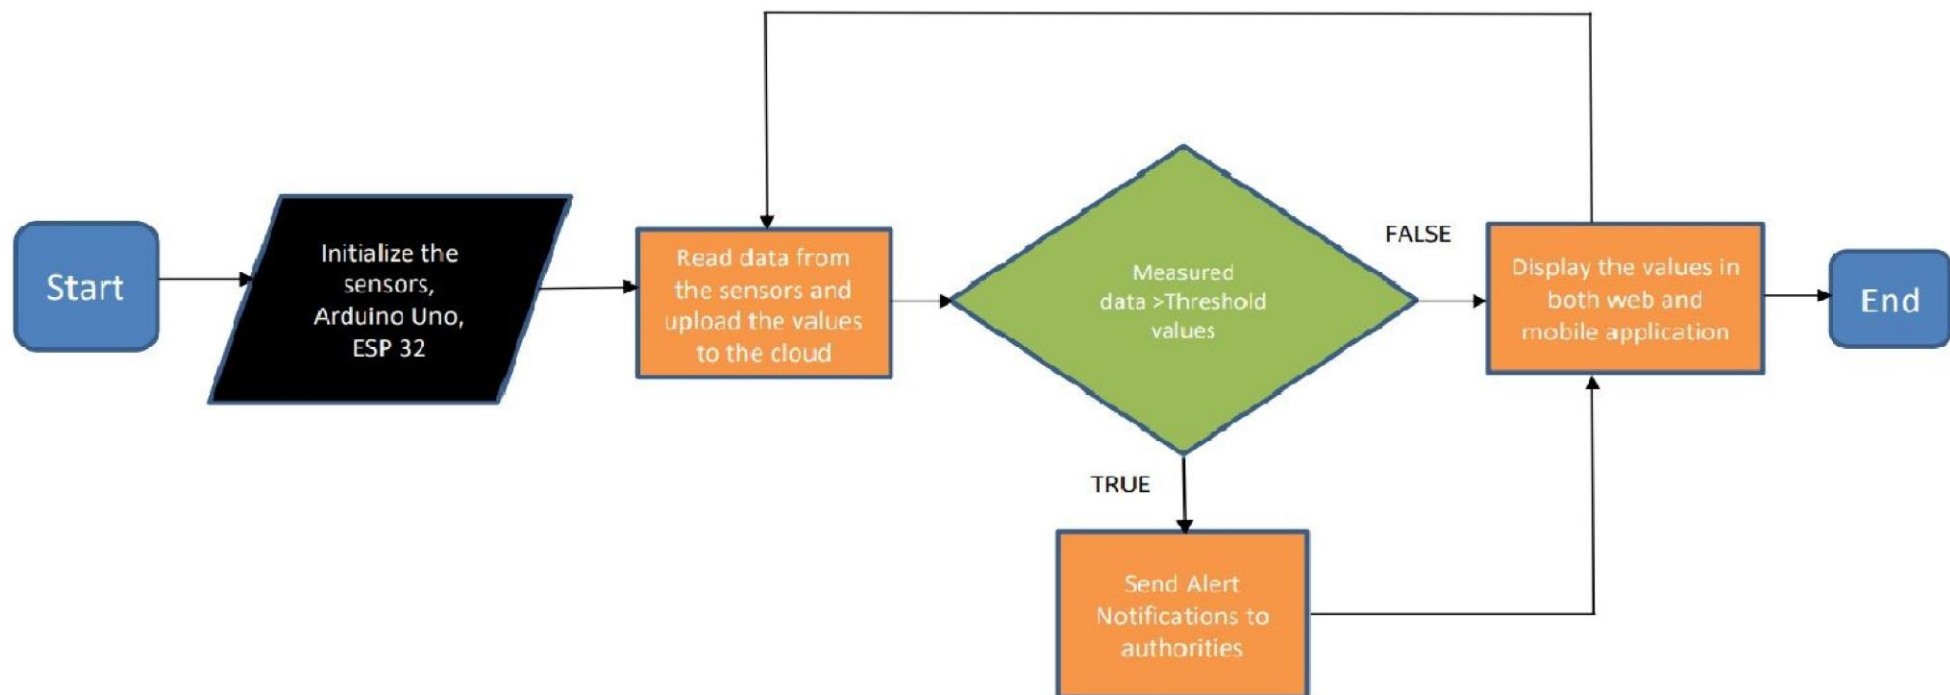 Start
Initialize the
sensors,
Arduino Uno,
ESP 32
Read data from
the sensors and
upload the values
to the cloud
Measured
data >Threshold
values
FALSE
TRUE
Send Alert
Notifications to
authorities
Display the values in
both web and
mobile application
End